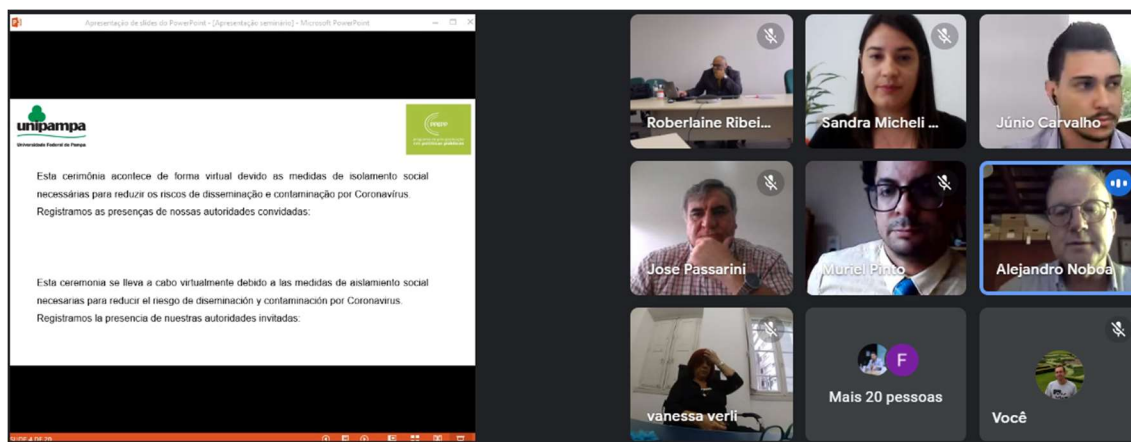 Apresentação de slides do PowerPoint - [Apresentação seminário] - Microsoft PowerPoint
unipampa
Universidade Federal do Pampa
Esta cerimônia acontece de forma virtual devido as medidas de isolamento social
necessárias para reduzir os riscos de disseminação e contaminação por Coronavírus.
Registramos as presenças de nossas autoridades convidadas:
Esta ceremonia se lleva a cabo virtualmente debido a las medidas de aislamiento social
necesarias para reducir el riesgo de diseminación y contaminación por Coronavirus.
Registramos la presencia de nuestras autoridades invitadas:
SLIDE 4 DE 20
Roberlaine Ribei...
Sandra Micheli ...
Júnio Carvalho
Jose Passarini
Muriel Pinto
Alejandro Noboa
vanessa verli
F
Mais 20 pessoas
Você